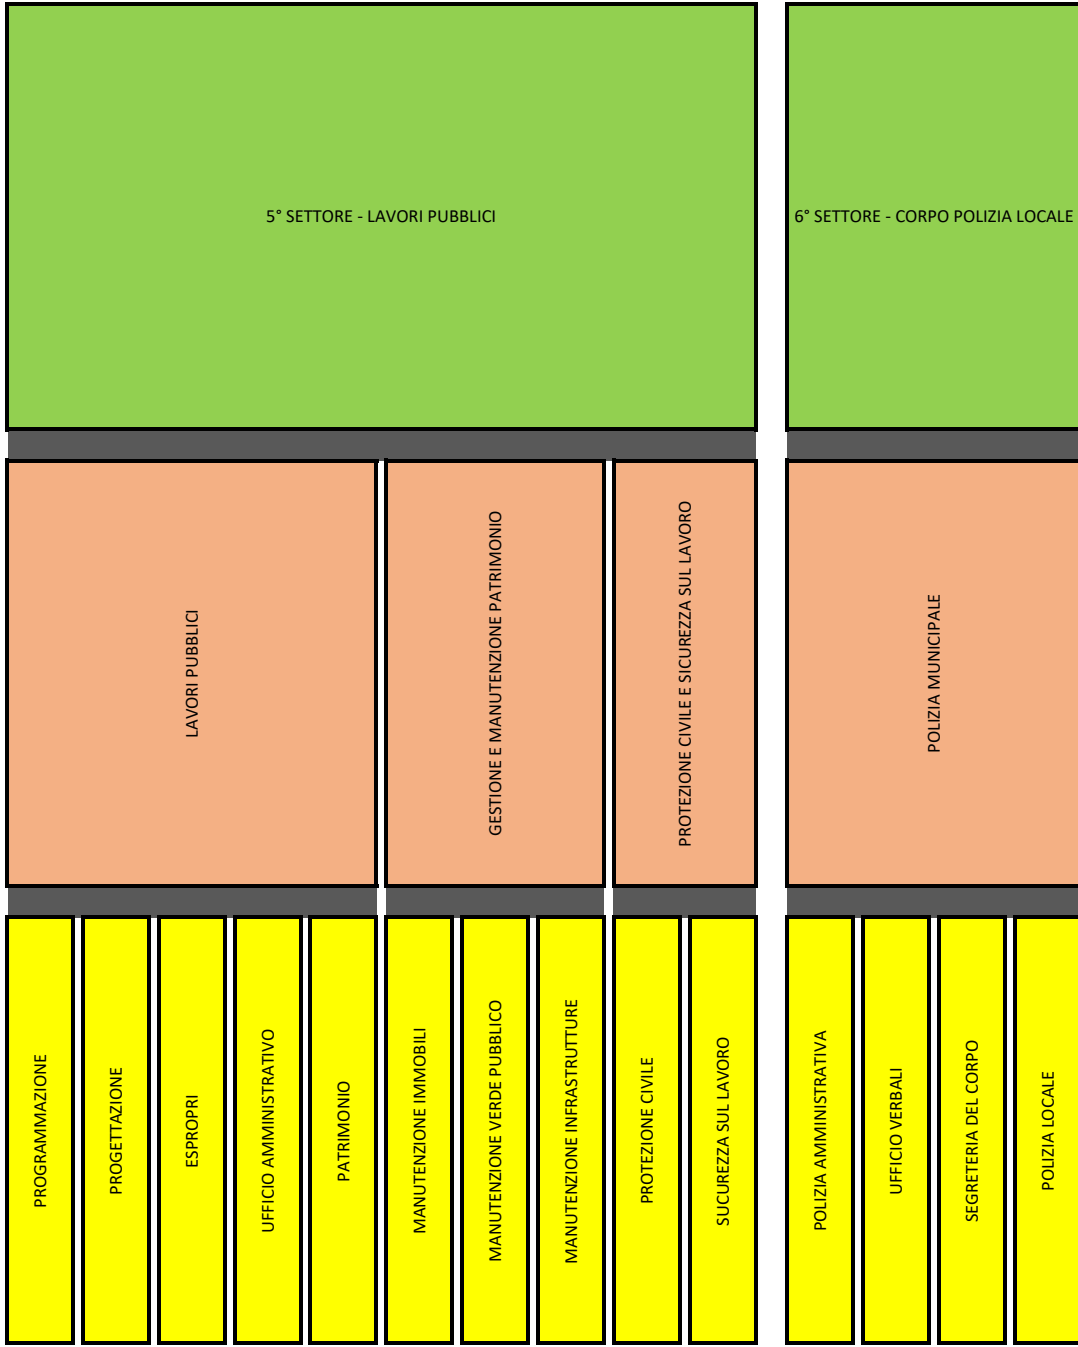 5° SETTORE - LAVORI PUBBLICI
6° SETTORE - CORPO POLIZIA LOCALE
LAVORI PUBBLICI
GESTIONE E MANUTENZIONE PATRIMONIO
PROTEZIONE CIVILE E SICUREZZA SUL LAVORO
POLIZIA MUNICIPALE
PROGRAMMAZIONE
PROGETTAZIONE
ESPROPRI
UFFICIO AMMINISTRATIVO
PATRIMONIO
MANUTENZIONE IMMOBILI
MANUTENZIONE VERDE PUBBLICO
MANUTENZIONE INFRASTRUTTURE
PROTEZIONE CIVILE
SUCUREZZA SUL LAVORO
POLIZIA AMMINISTRATIVA
UFFICIO VERBALI
SEGRETERIA DEL CORPO
POLIZIA LOCALE